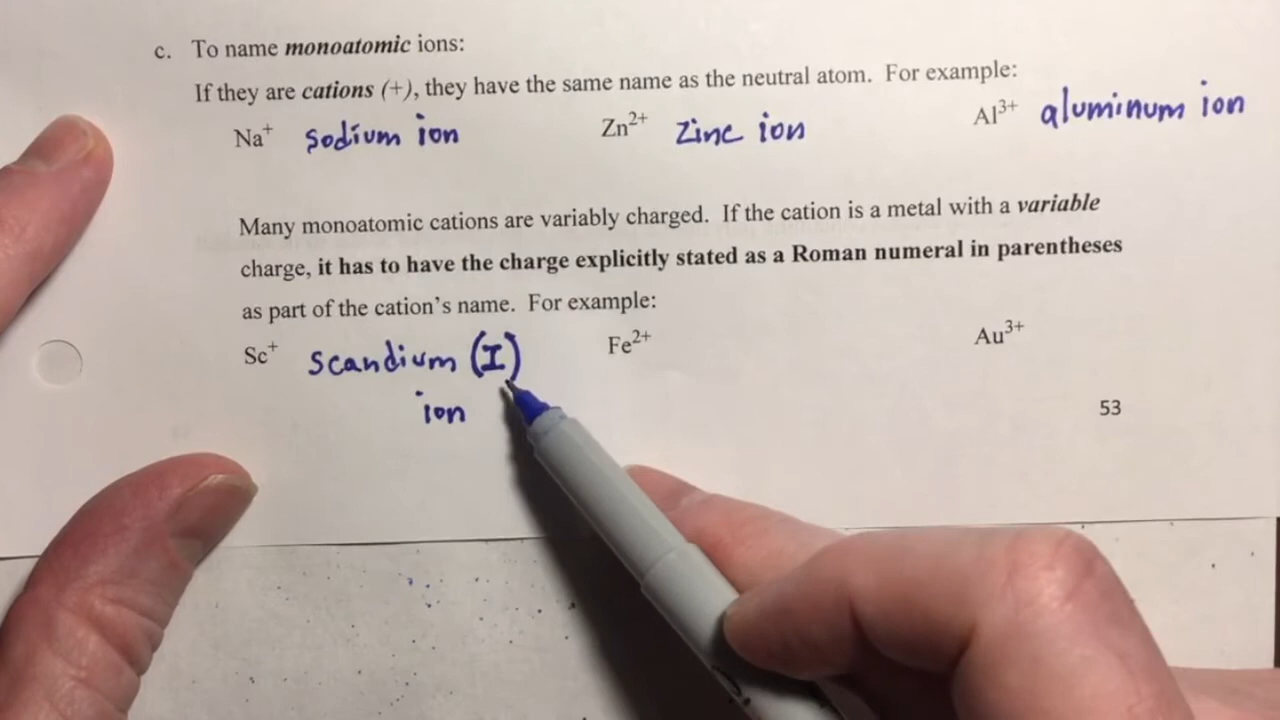 c. To name monoatomic ions:
If they are cations (+), they have the same name as the neutral atom. For example:
Na⁺ sodium ion Zn²⁺ zinc ion Al³⁺ aluminum ion
Many monoatomic cations are variably charged. If the cation is a metal with a variable
charge, it has to have the charge explicitly stated as a Roman numeral in parentheses
as part of the cation's name. For example:
Sc⁺ scandium (I) Fe²⁺ Au³⁺
ion
53